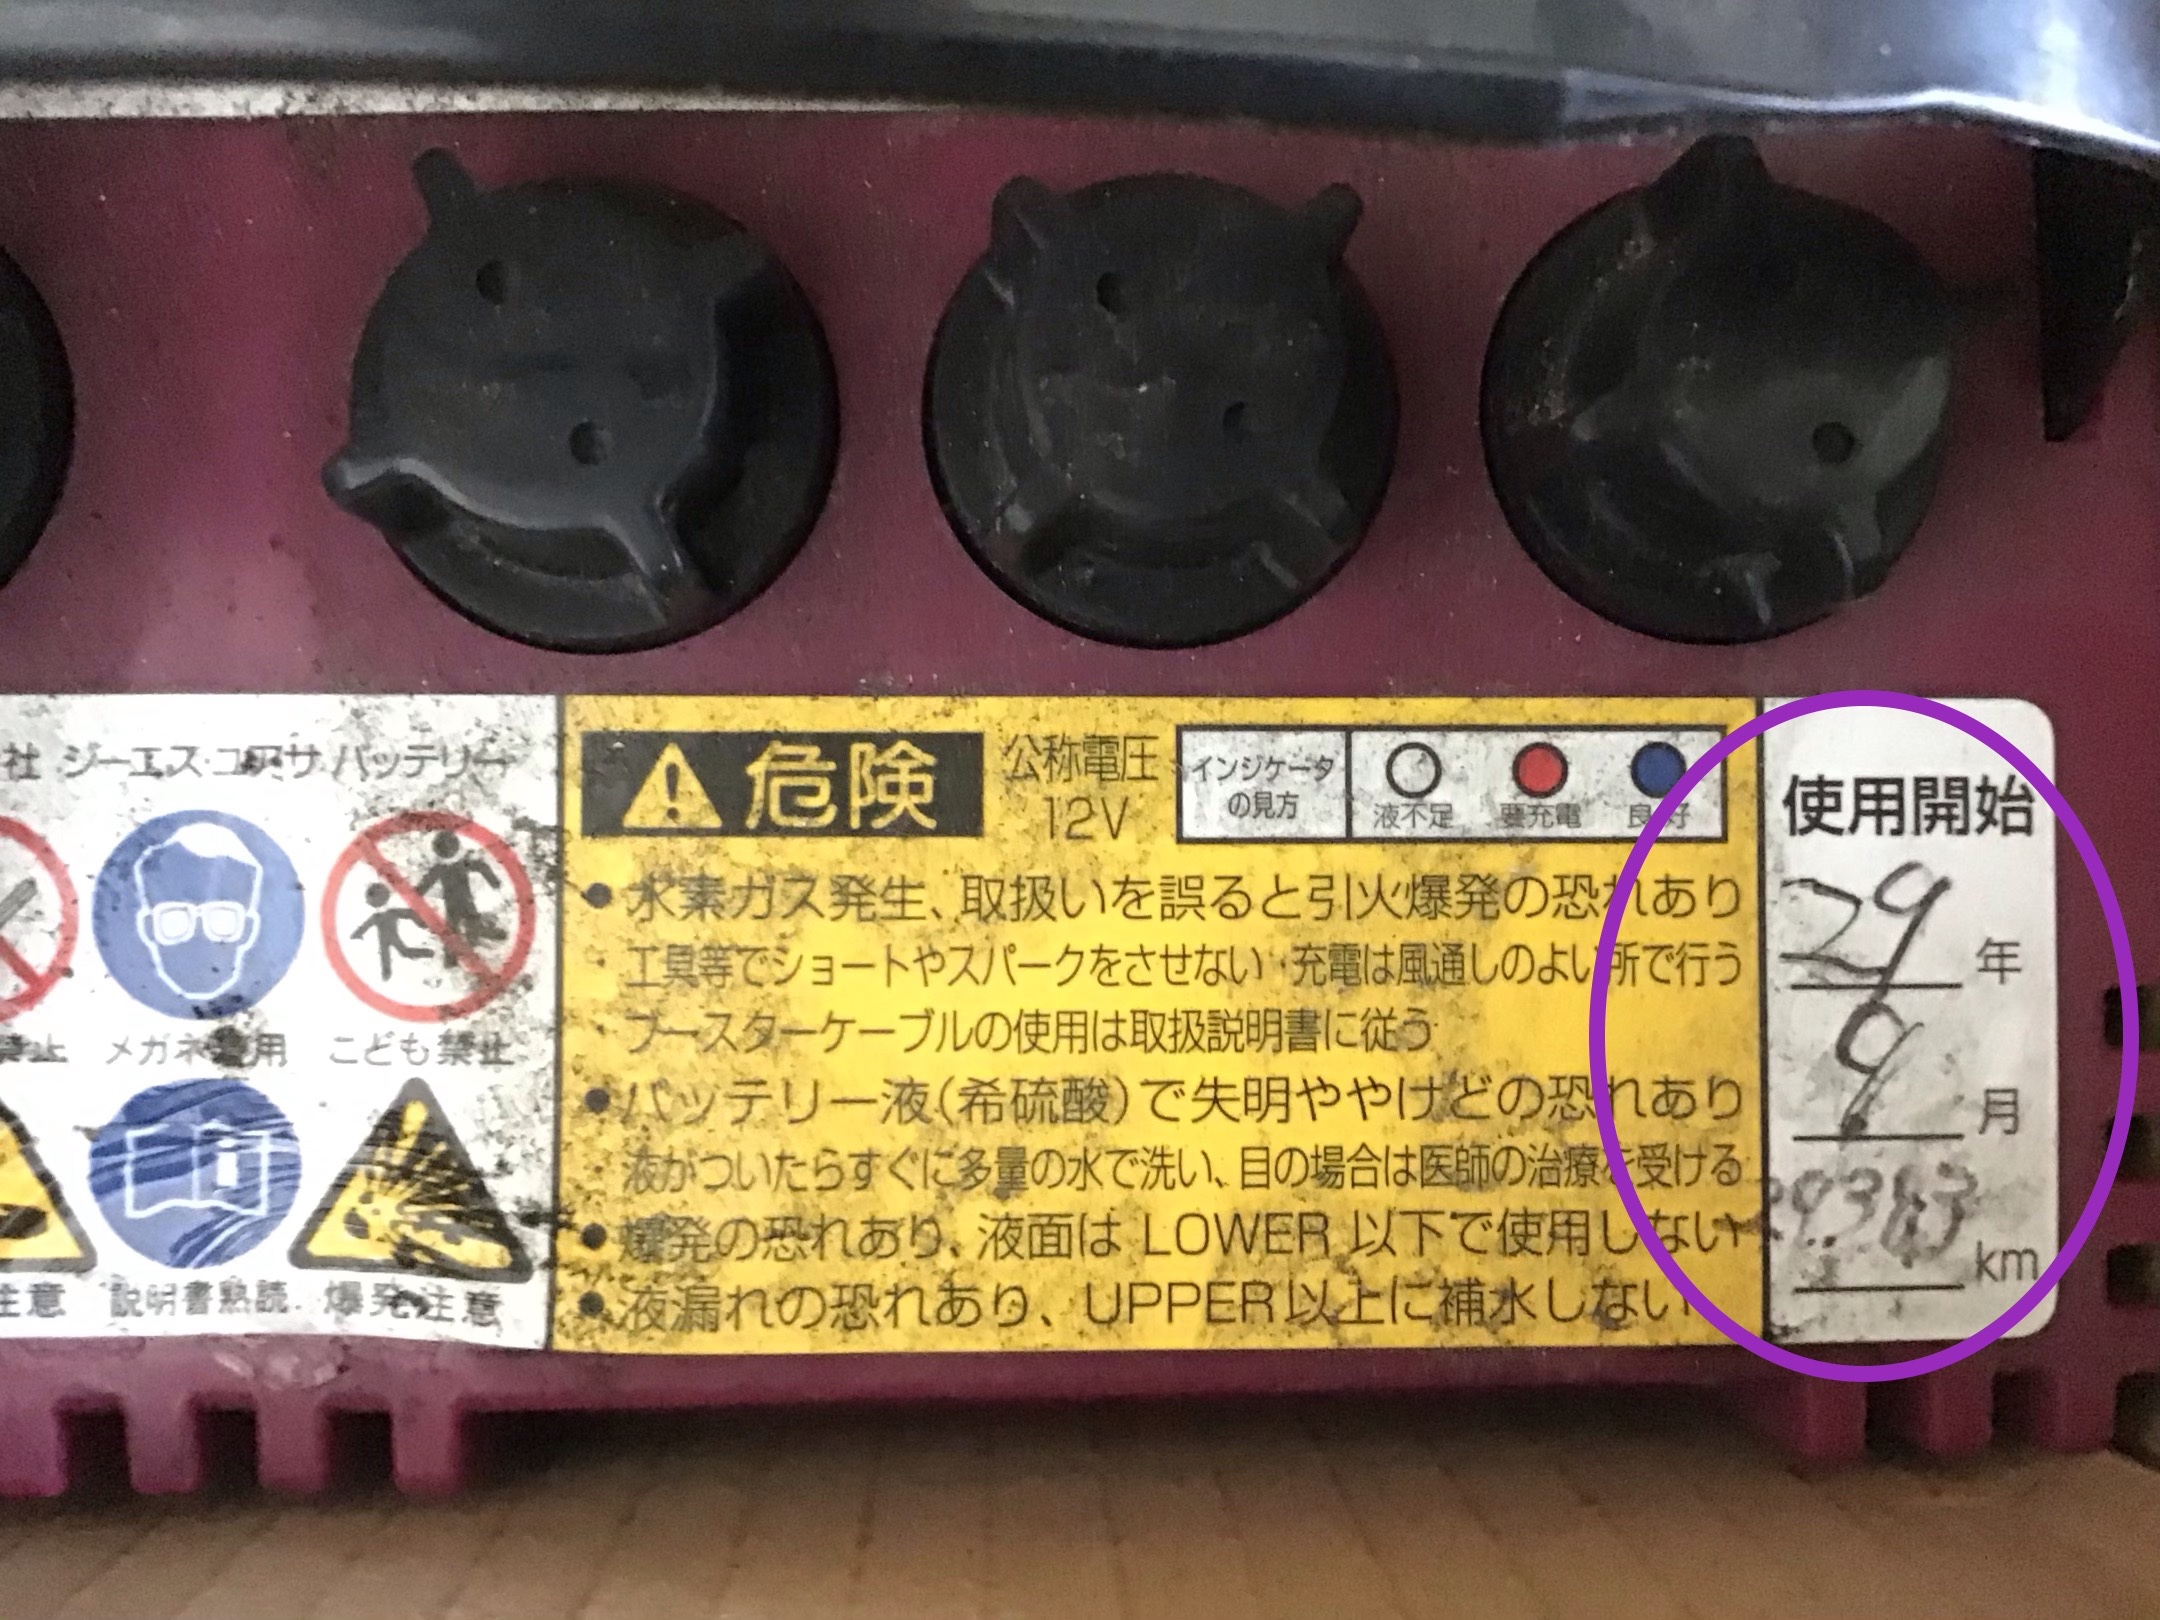 社 ジーエス・ユアサ バッテリー
メガネ着用
こども禁止
注意
説明書熟読
爆発注意
危険
公称電圧
12V
インジケータ
の見方
液不足
要充電
良好
・水素ガス発生、取扱いを誤ると引火爆発の恐れあり
・工具等でショートやスパークをさせない・充電は風通しのよい所で行う
・ブースターケーブルの使用は取扱説明書に従う
・バッテリー液(希硫酸)で失明ややけどの恐れあり
・液がついたらすぐに多量の水で洗い、目の場合は医師の治療を受ける
・爆発の恐れあり、液面は LOWER 以下で使用しない
・液漏れの恐れあり、UPPER以上に補水しない
使用開始
29 年
9 月
km